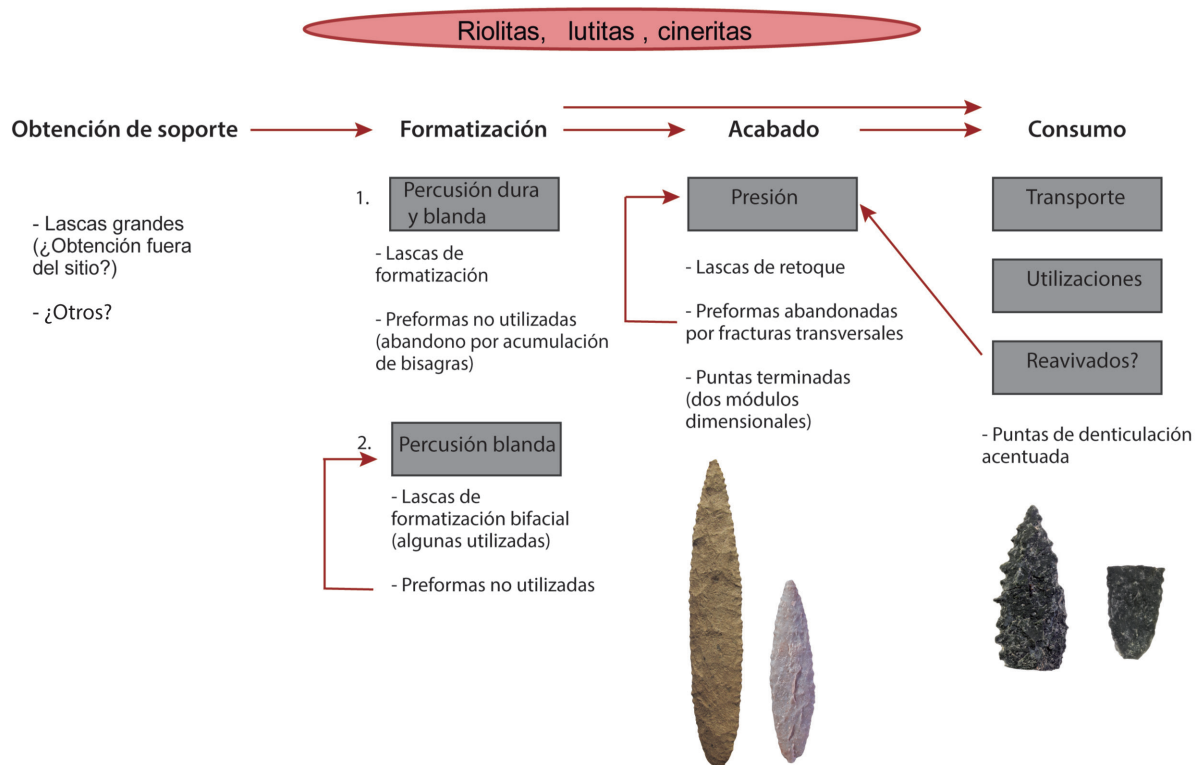 Riolitas, lutitas , cineritas
Obtención de soporte
Formatización
Acabado
Consumo
- Lascas grandes
(¿Obtención fuera
del sitio?)
- ¿Otros?
1.
Percusión dura
y blanda
- Lascas de
formatización
- Preformas no utilizadas
(abandono por acumulación
de bisagras)
2.
Percusión blanda
- Lascas de
formatización bifacial
(algunas utilizadas)
- Preformas no utilizadas
Presión
- Lascas de retoque
- Preformas abandonadas
por fracturas transversales
- Puntas terminadas
(dos módulos
dimensionales)
Transporte
Utilizaciones
Reavivados?
- Puntas de denticulación
acentuada